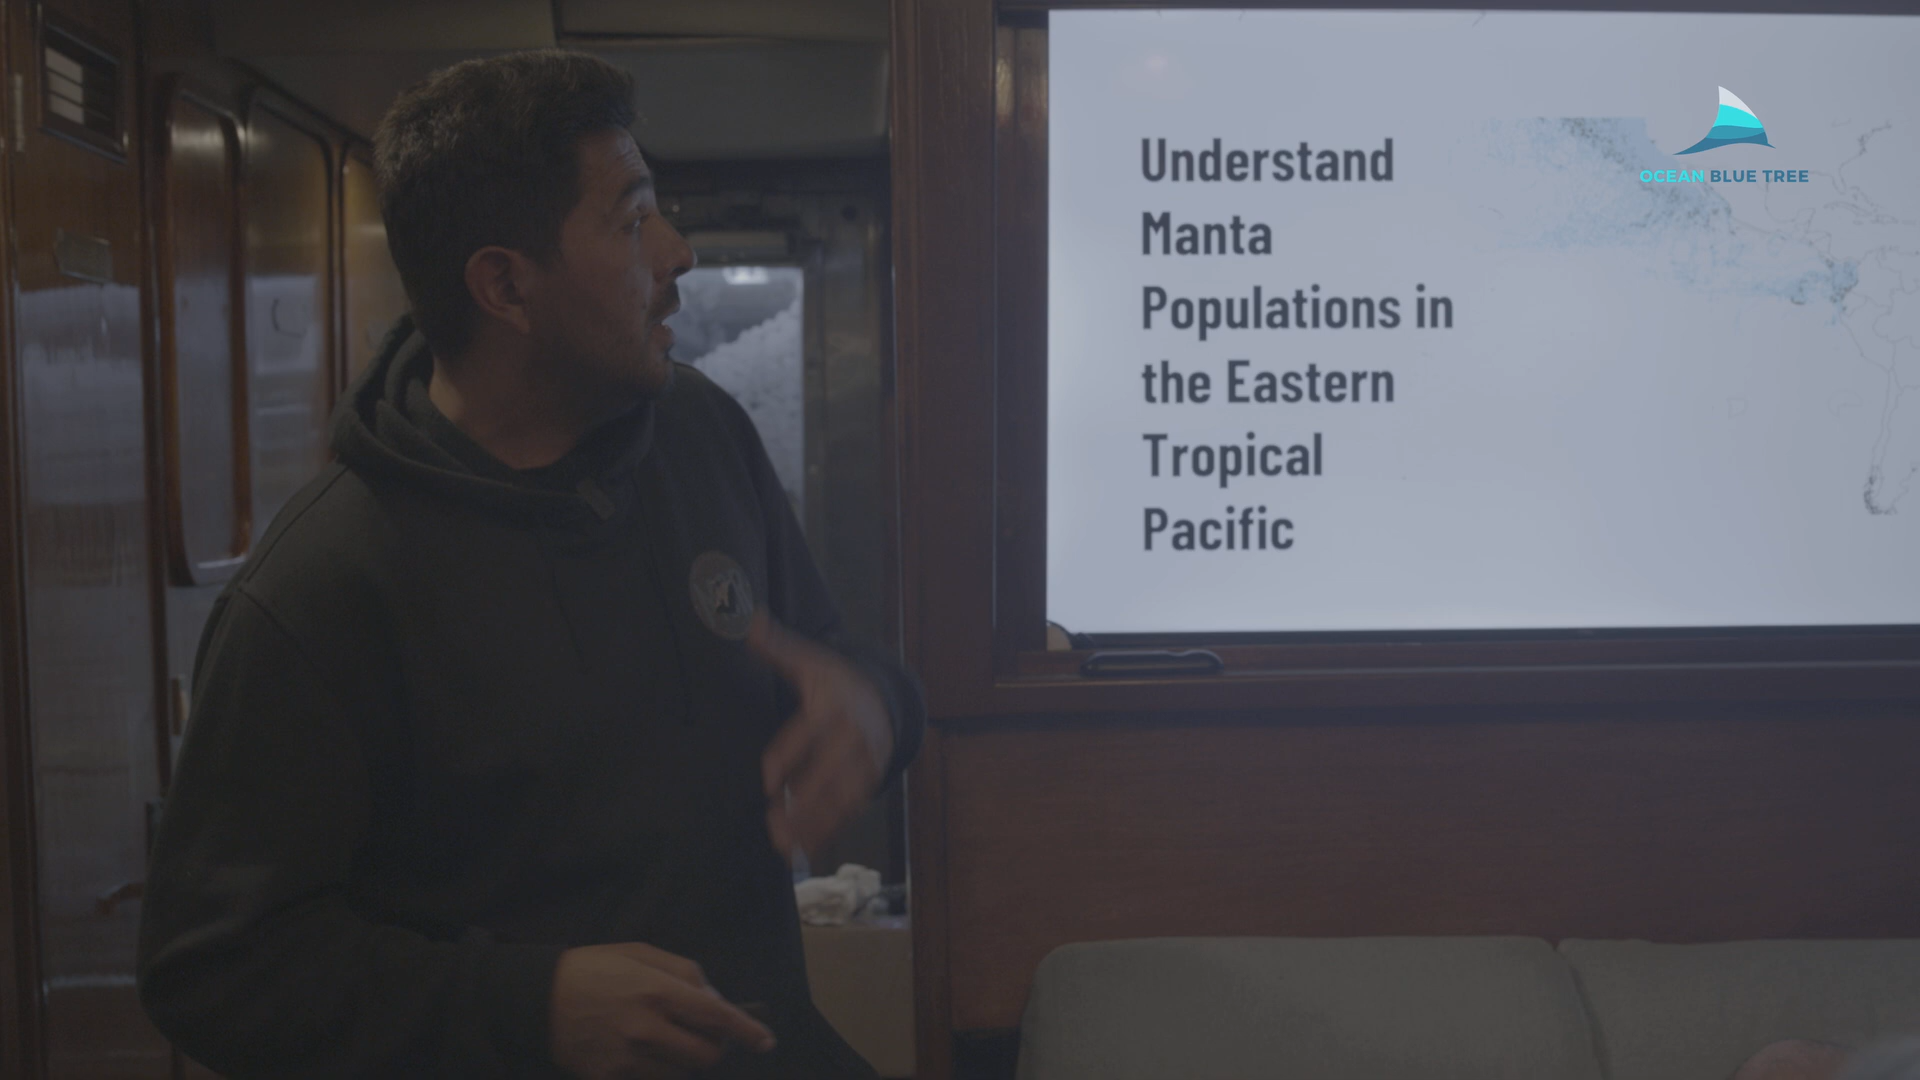 Understand
Manta
Populations in
the Eastern
Tropical
Pacific
OCEAN BLUE TREE